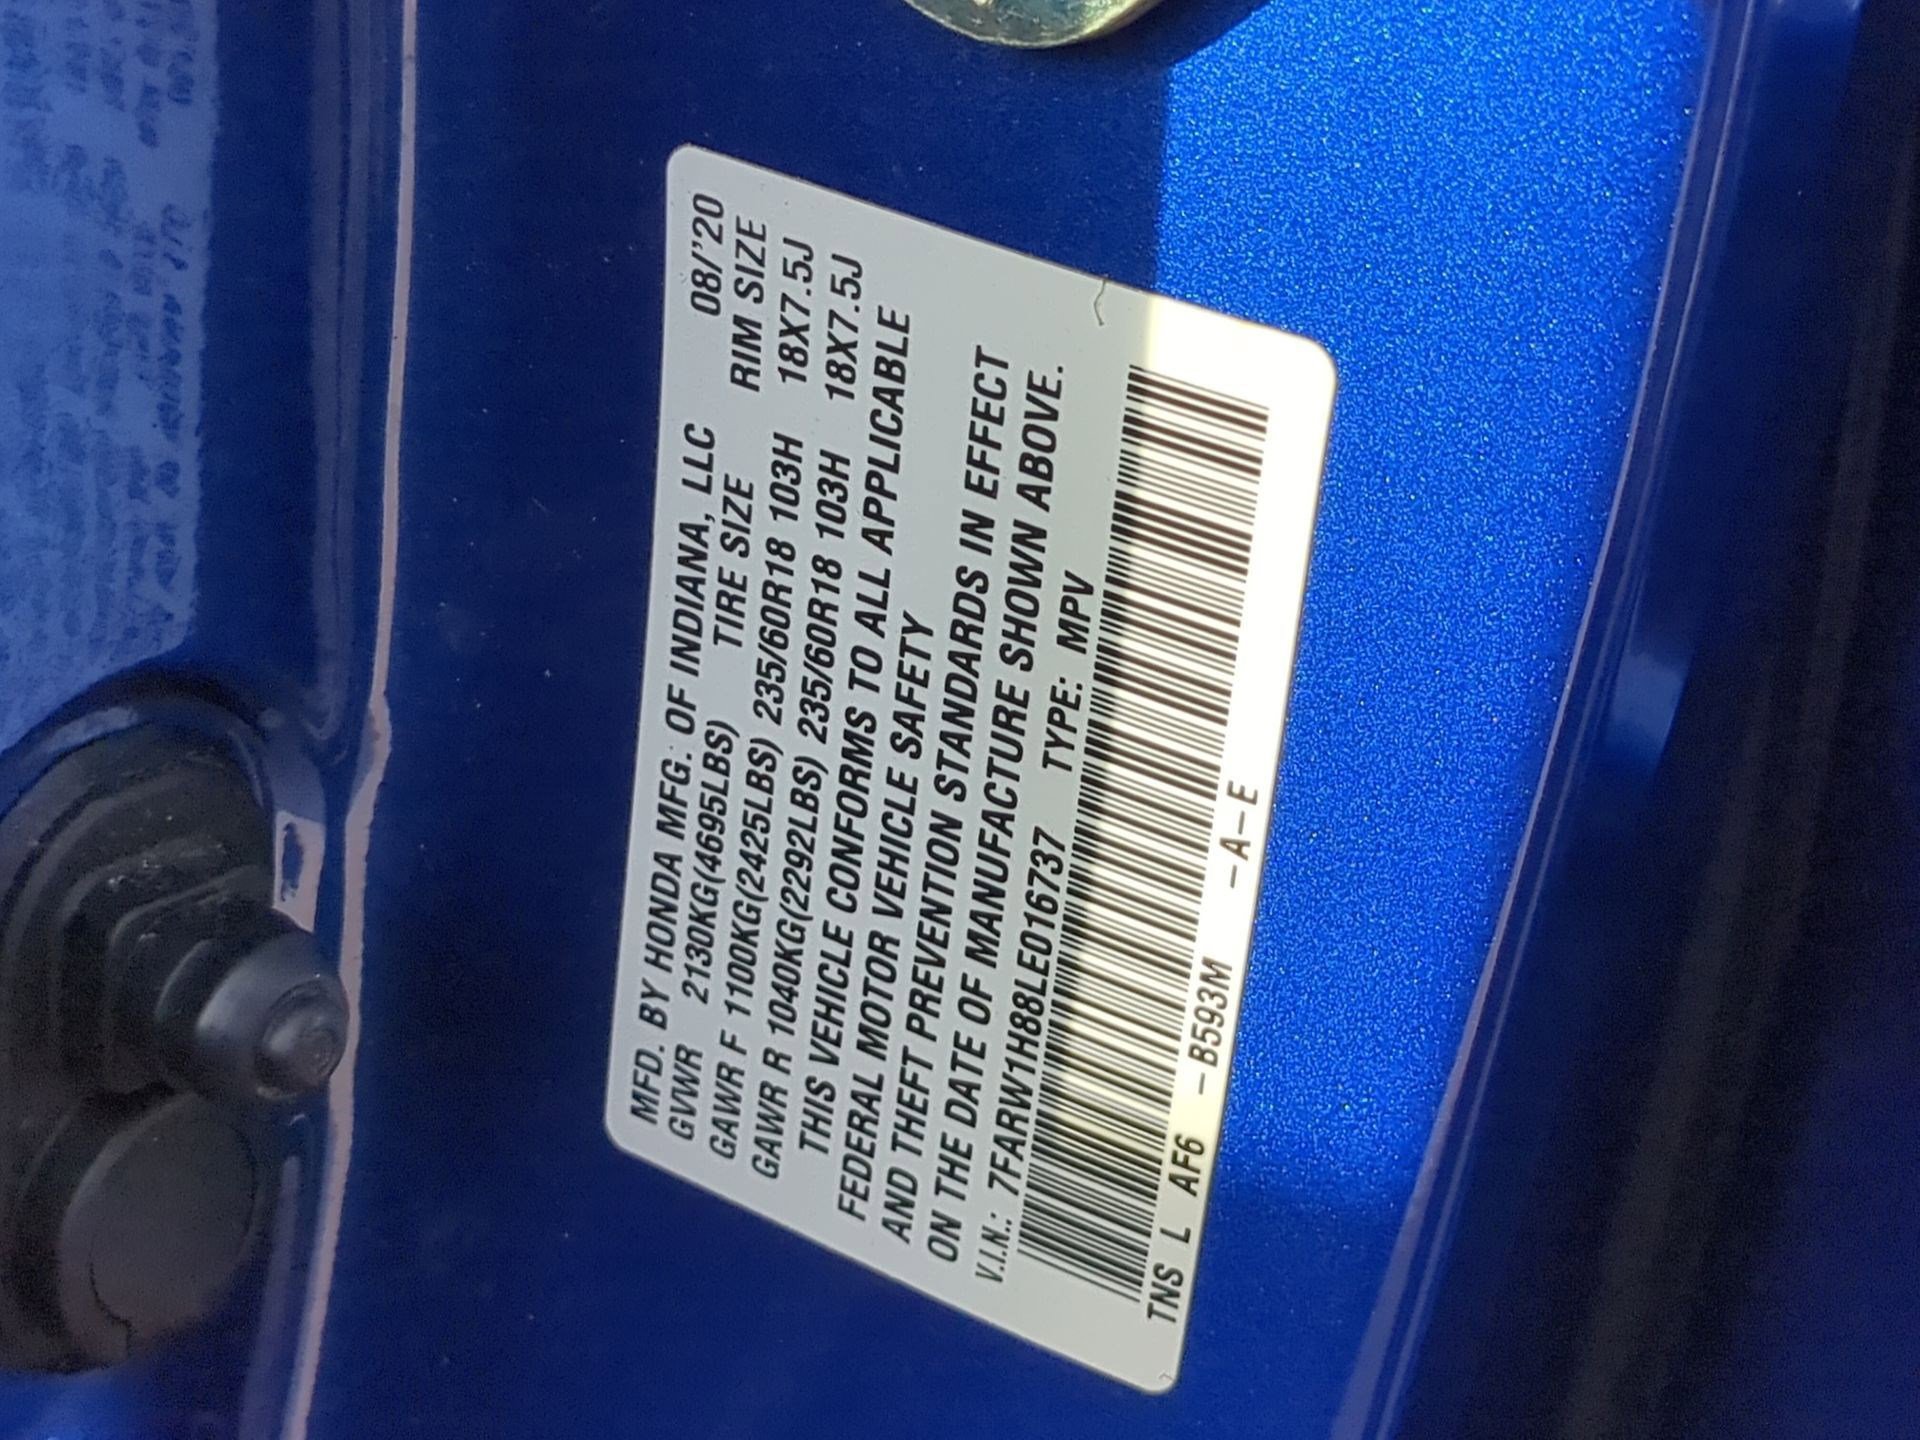 MFD. BY HONDA MFG. OF INDIANA, LLC 08/'20
GVWR 2130KG(4695LBS) TIRE SIZE RIM SIZE
GAWR F 1100KG(2425LBS) 235/60R18 103H 18X7.5J
GAWR R 1040KG(2292LBS) 235/60R18 103H 18X7.5J
THIS VEHICLE CONFORMS TO ALL APPLICABLE
FEDERAL MOTOR VEHICLE SAFETY
AND THEFT PREVENTION STANDARDS IN EFFECT
ON THE DATE OF MANUFACTURE SHOWN ABOVE.
V.I.N.: 7FARW1H88LE016737 TYPE: MPV
TNS L AF6 –B593M –A–E